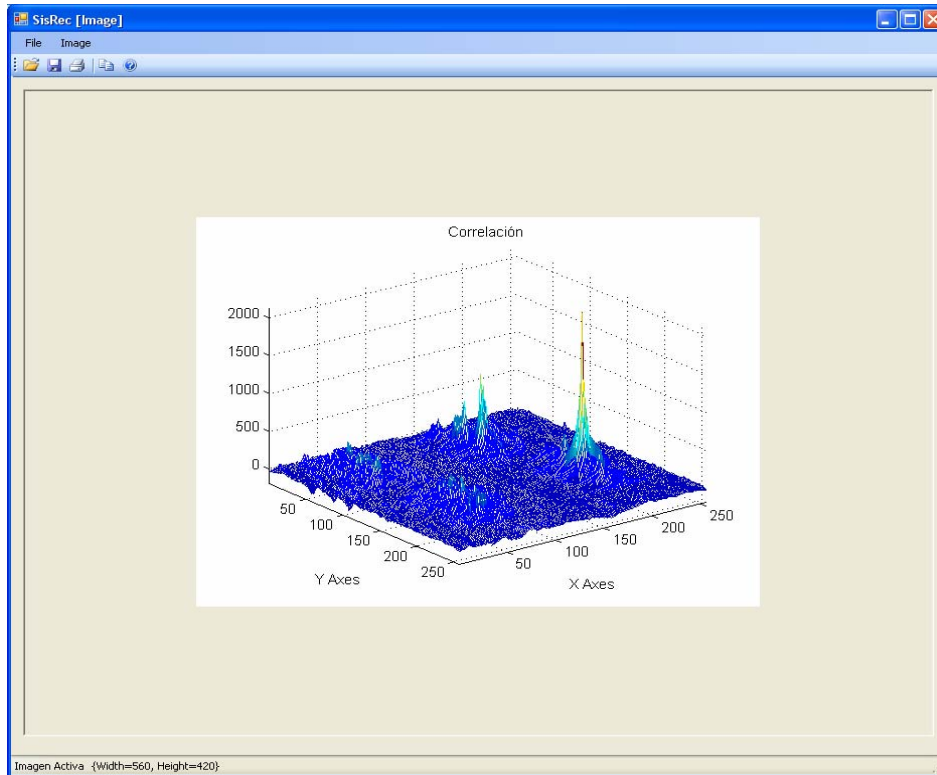 SisRec [Image]
File Image
Correlación
2000
1500
1000
500
0
50
100
150
200
250
Y Axes
50
100
150
200
250
X Axes
Imagen Activa {Width=560, Height=420}